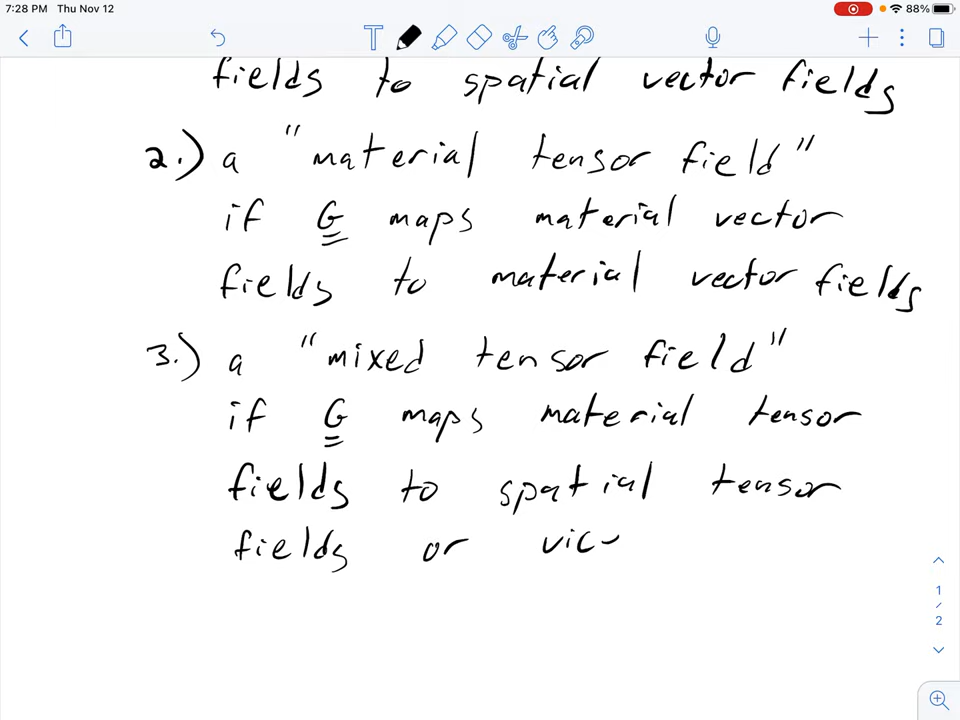 7:28 PM Thu Nov 12
88%
T
fields to spatial vector fields
2.) a "material tensor field"
if G maps material vector
fields to material vector fields
3.) a "mixed tensor field"
if G maps material tensor
fields to spatial tensor
fields or vice
1
/
2